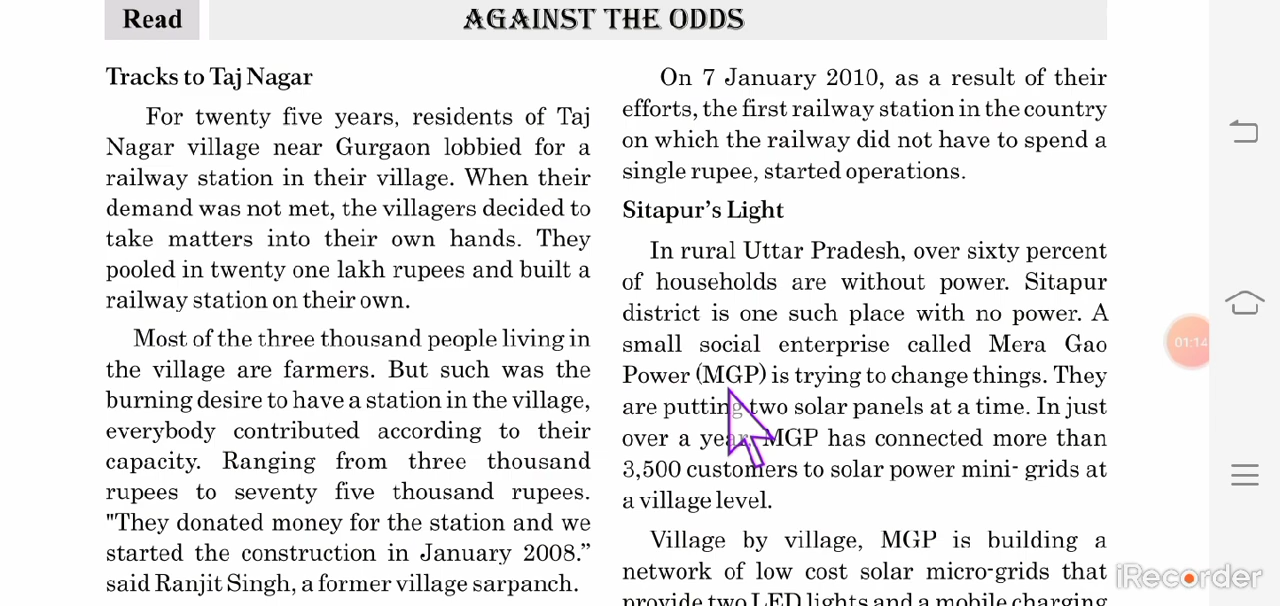 Read
AGAINST THE ODDS
Tracks to Taj Nagar
For twenty five years, residents of Taj
Nagar village near Gurgaon lobbied for a
railway station in their village. When their
demand was not met, the villagers decided to
take matters into their own hands. They
pooled in twenty one lakh rupees and built a
railway station on their own.
Most of the three thousand people living in
the village are farmers. But such was the
burning desire to have a station in the village,
everybody contributed according to their
capacity. Ranging from three thousand
rupees to seventy five thousand rupees.
"They donated money for the station and we
started the construction in January 2008.”
said Ranjit Singh, a former village sarpanch.
On 7 January 2010, as a result of their
efforts, the first railway station in the country
on which the railway did not have to spend a
single rupee, started operations.
Sitapur’s Light
In rural Uttar Pradesh, over sixty percent
of households are without power. Sitapur
district is one such place with no power. A
small social enterprise called Mera Gao
Power (MGP) is trying to change things. They
are putting two solar panels at a time. In just
over a year, MGP has connected more than
3,500 customers to solar power mini- grids at
a village level.
Village by village, MGP is building a
network of low cost solar micro-grids that
provide two LED lights and a mobile charging
01:14
iRecorder